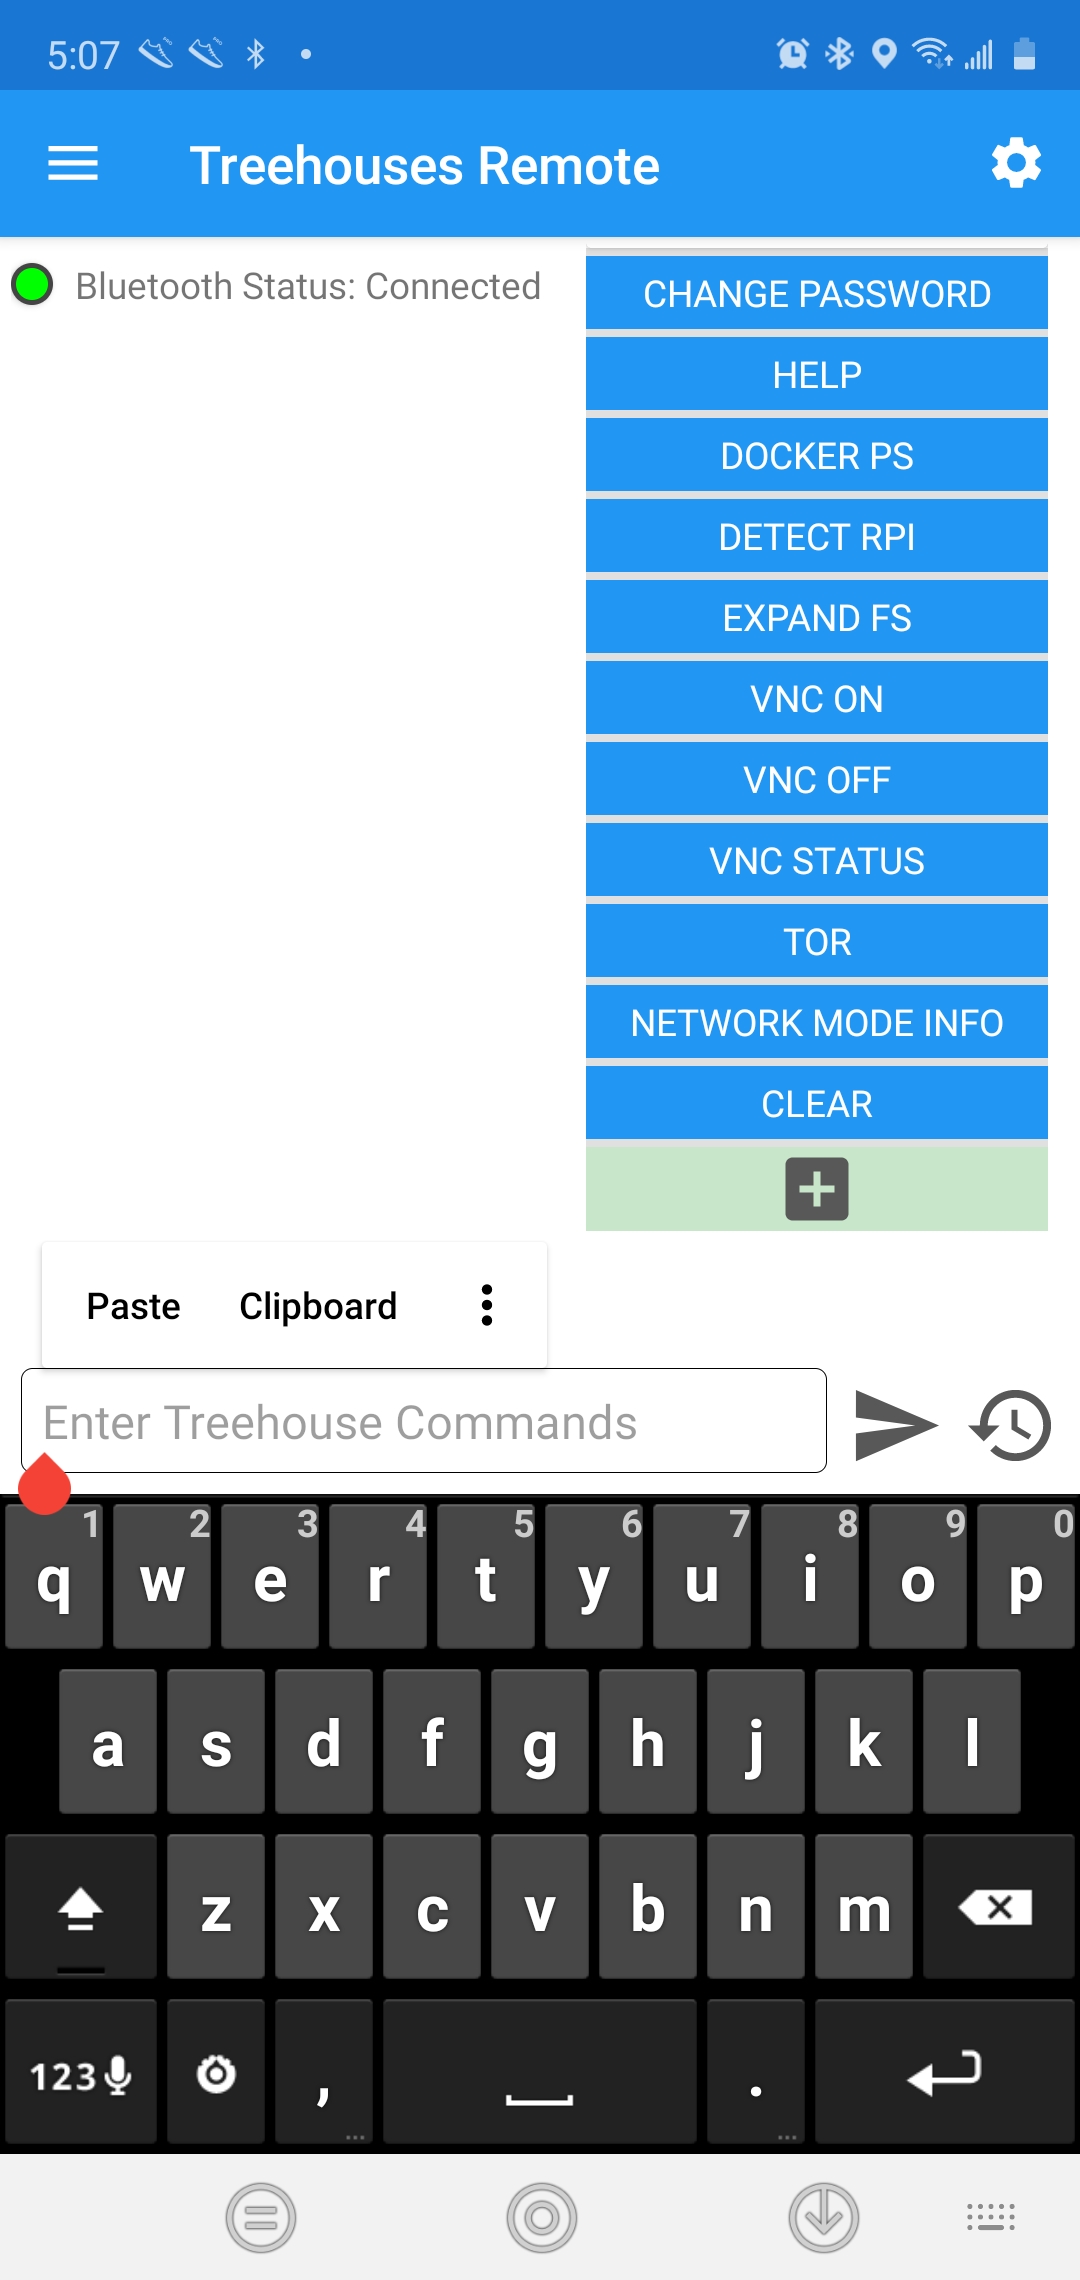 5:07
Treehouses Remote
Bluetooth Status: Connected
CHANGE PASSWORD
HELP
DOCKER PS
DETECT RPI
EXPAND FS
VNC ON
VNC OFF
VNC STATUS
TOR
NETWORK MODE INFO
CLEAR
Paste Clipboard
Enter Treehouse Commands
1 2 3 4 5 6 7 8 9 0
q w e r t y u i o p
a s d f g h j k l
z x c v b n m
123 , .